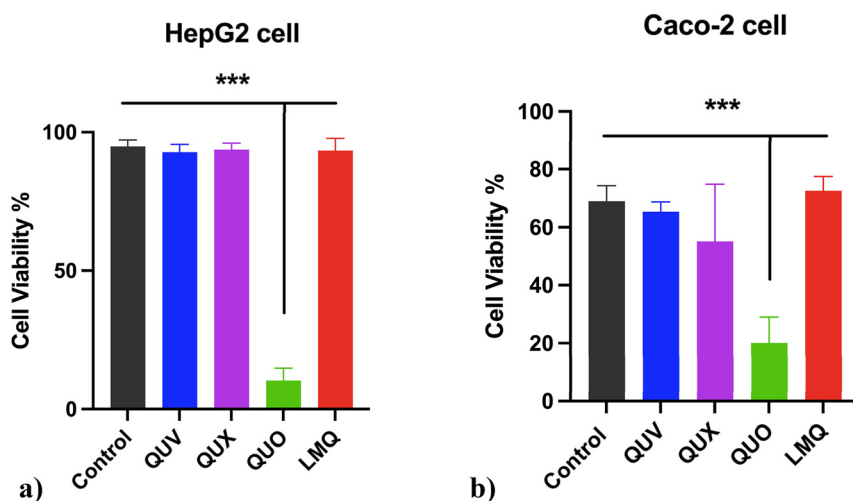 HepG2 cell
***
Cell Viability %
100
50
0
Control
QUV
QUX
QUO
LMQ
a)
Caco-2 cell
***
Cell Viability %
100
80
60
40
20
0
Control
QUV
QUX
QUO
LMQ
b)